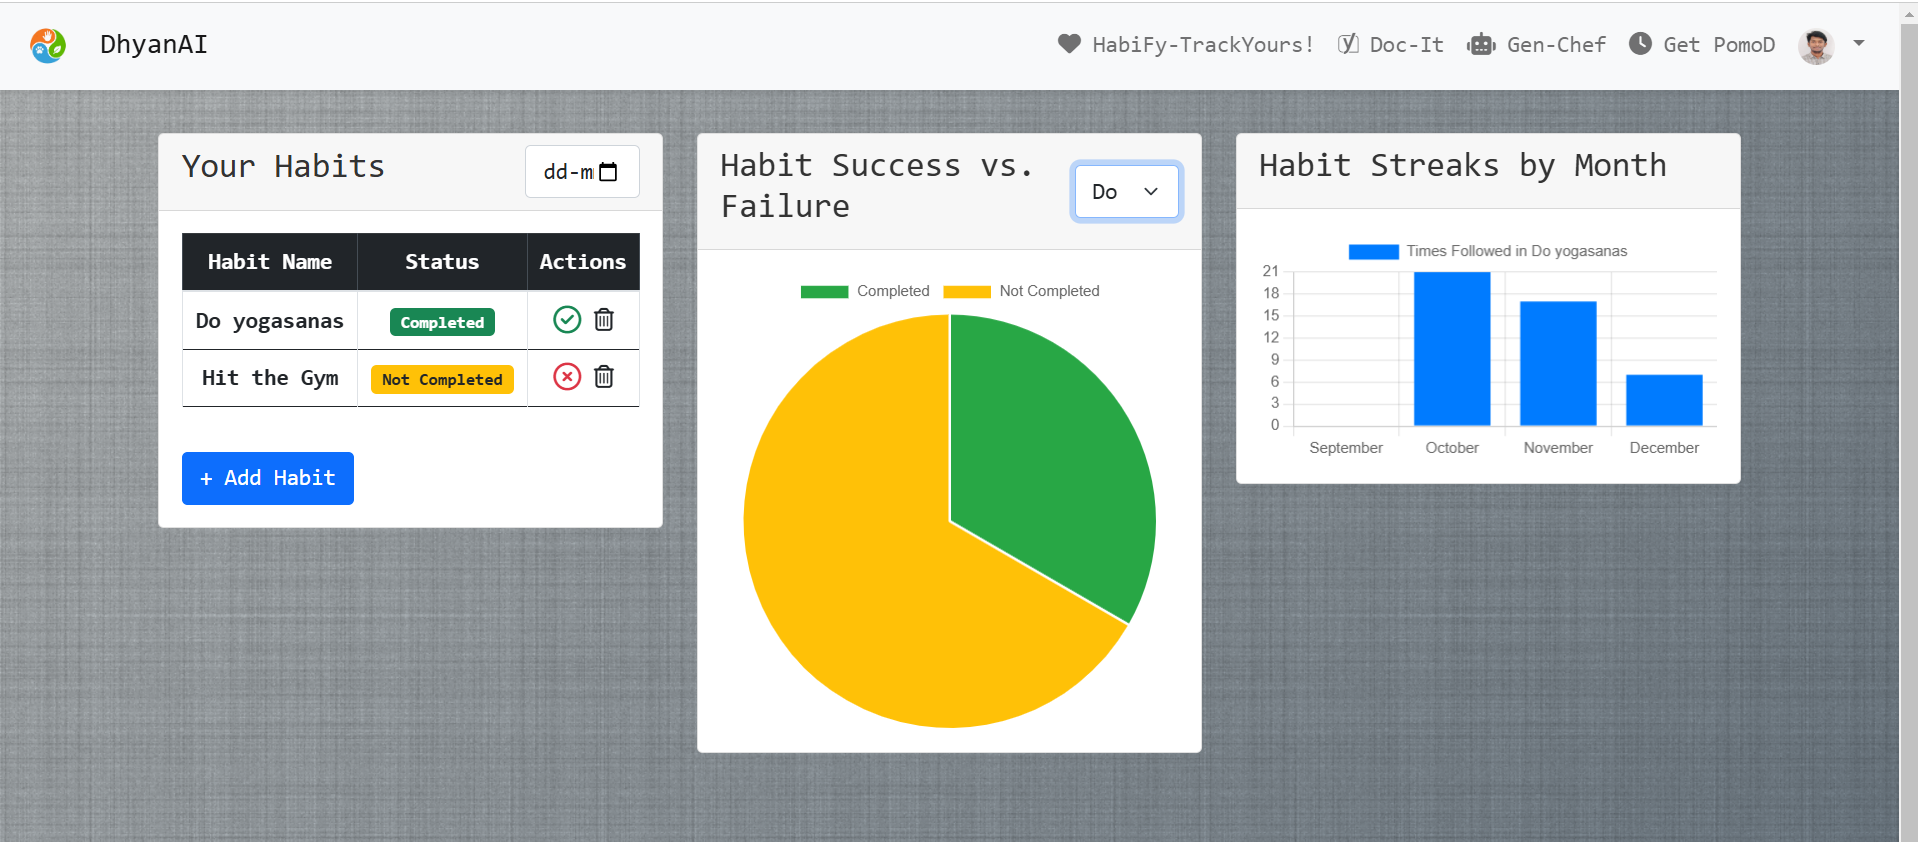 DhyanAI
HabiFy-TrackYours!
Doc-It
Gen-Chef
Get PomoD
Your Habits
dd-m
Habit Name Status Actions
Do yogasanas Completed
Hit the Gym Not Completed
+ Add Habit
Habit Success vs.
Failure
Do
Completed Not Completed
Habit Streaks by Month
Times Followed in Do yogasanas
21
18
15
12
9
6
3
0
September October November December